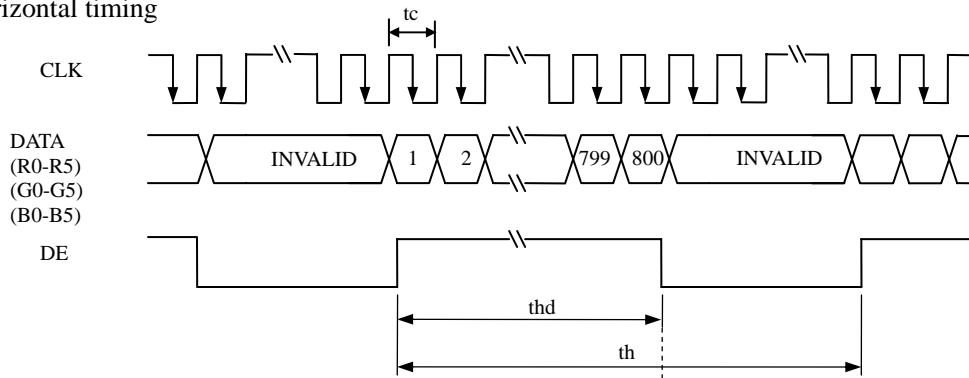 rizontal timing
tc
CLK
DATA
(R0-R5)
(G0-G5)
(B0-B5)
INVALID 1 2 799 800 INVALID
DE
thd
th